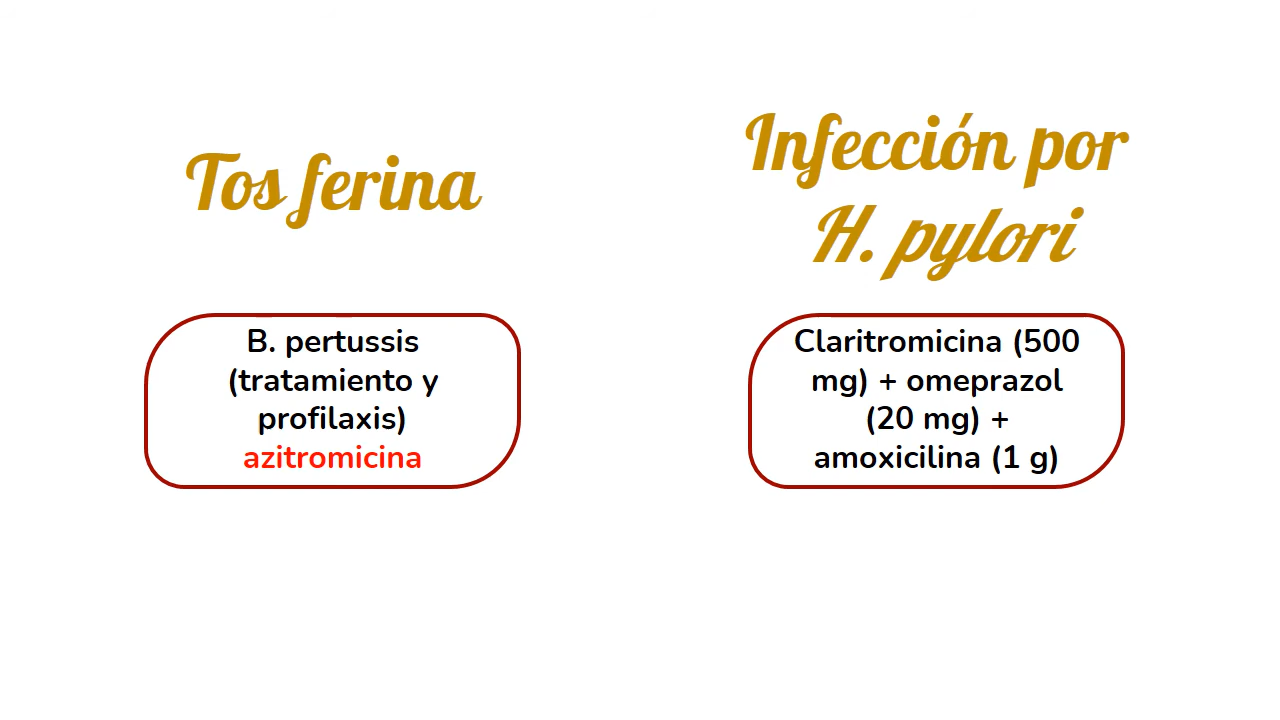 Tos ferina
B. pertussis
(tratamiento y
profilaxis)
azitromicina
Infección por
H. pylori
Claritromicina (500
mg) + omeprazol
(20 mg) +
amoxicilina (1 g)